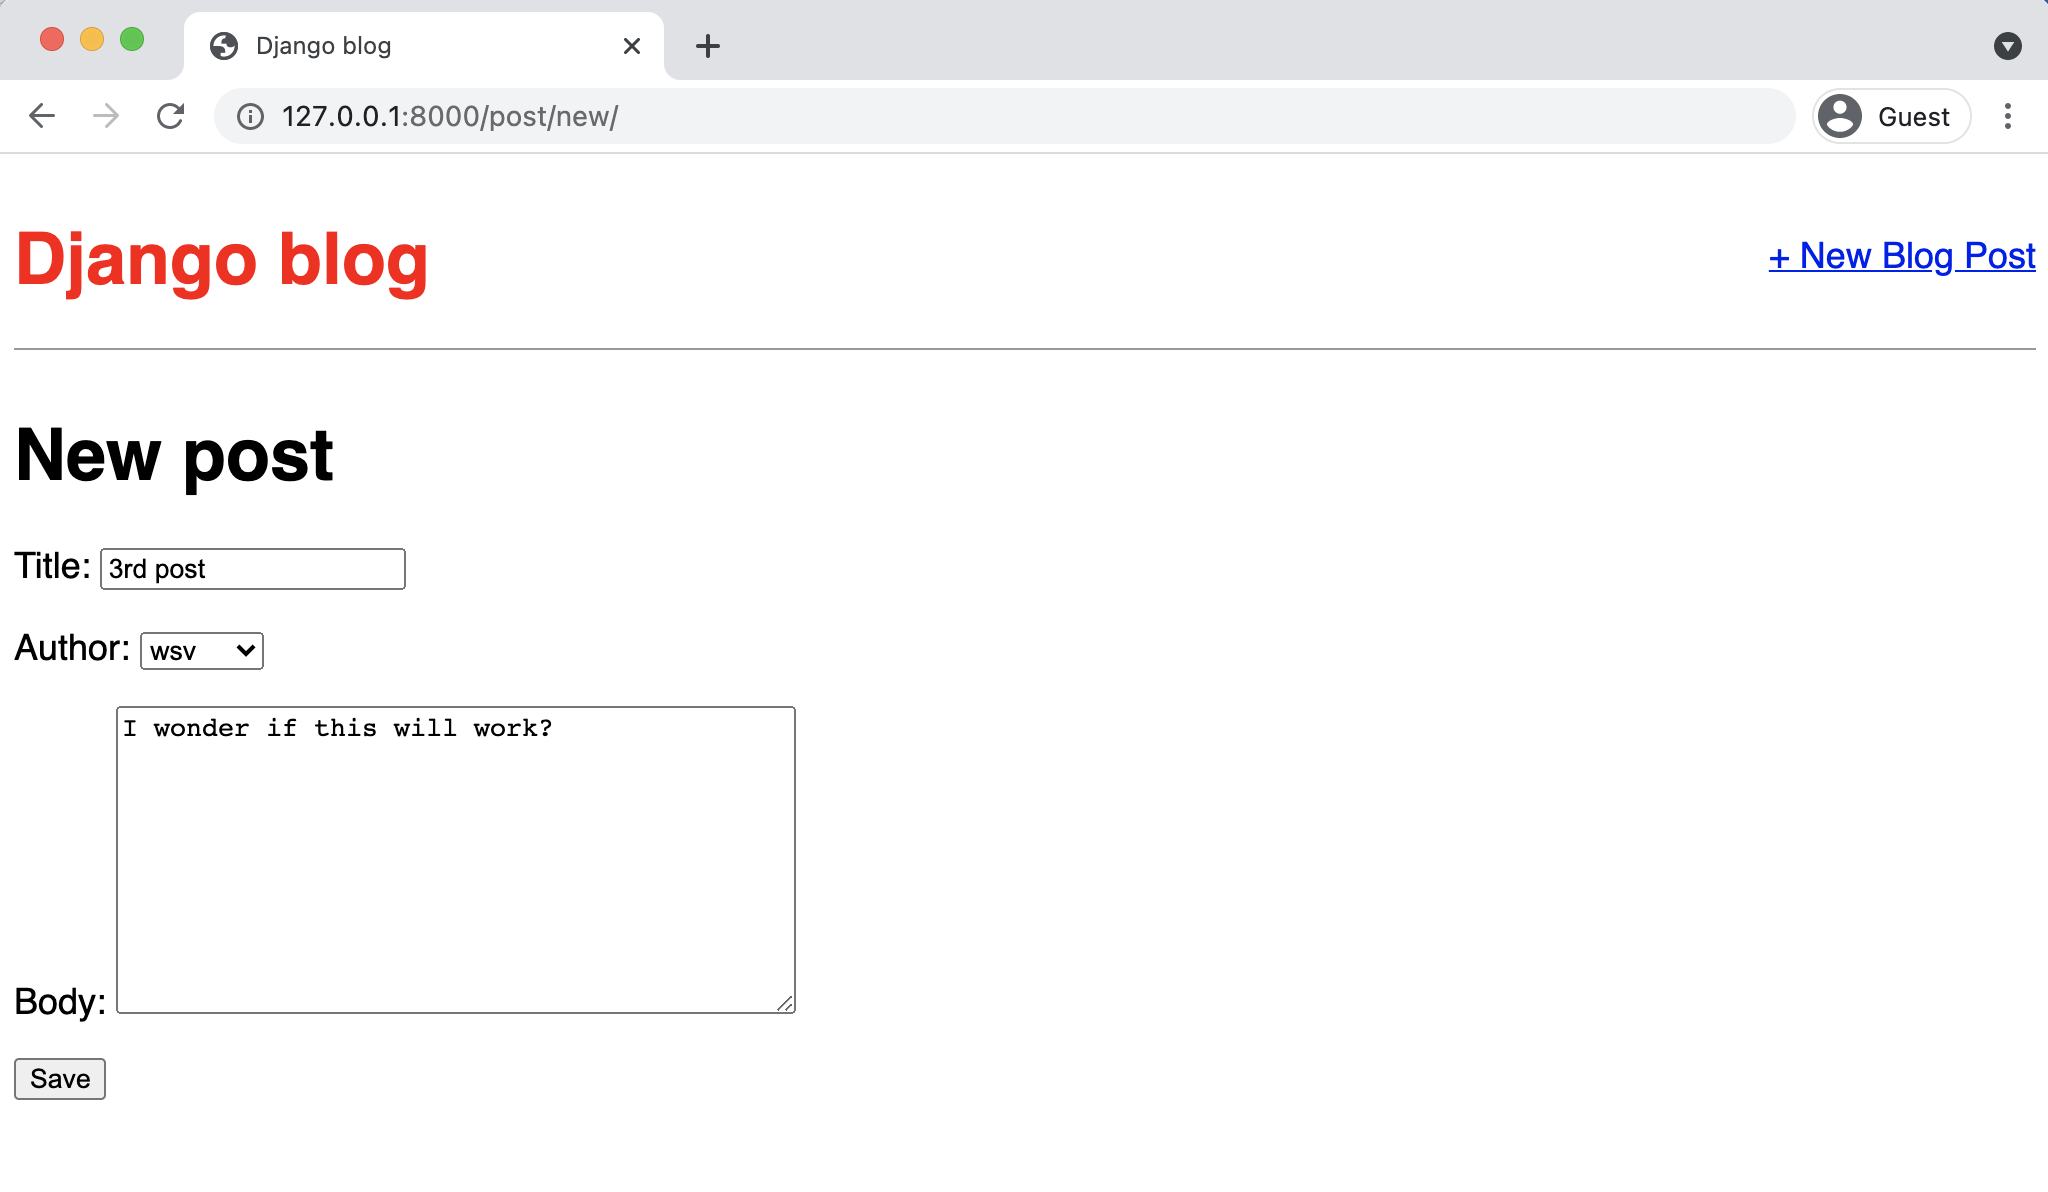 Django blog
127.0.0.1:8000/post/new/
Guest
Django blog
+ New Blog Post
New post
Title: 3rd post
Author: wsv
I wonder if this will work?
Body:
Save